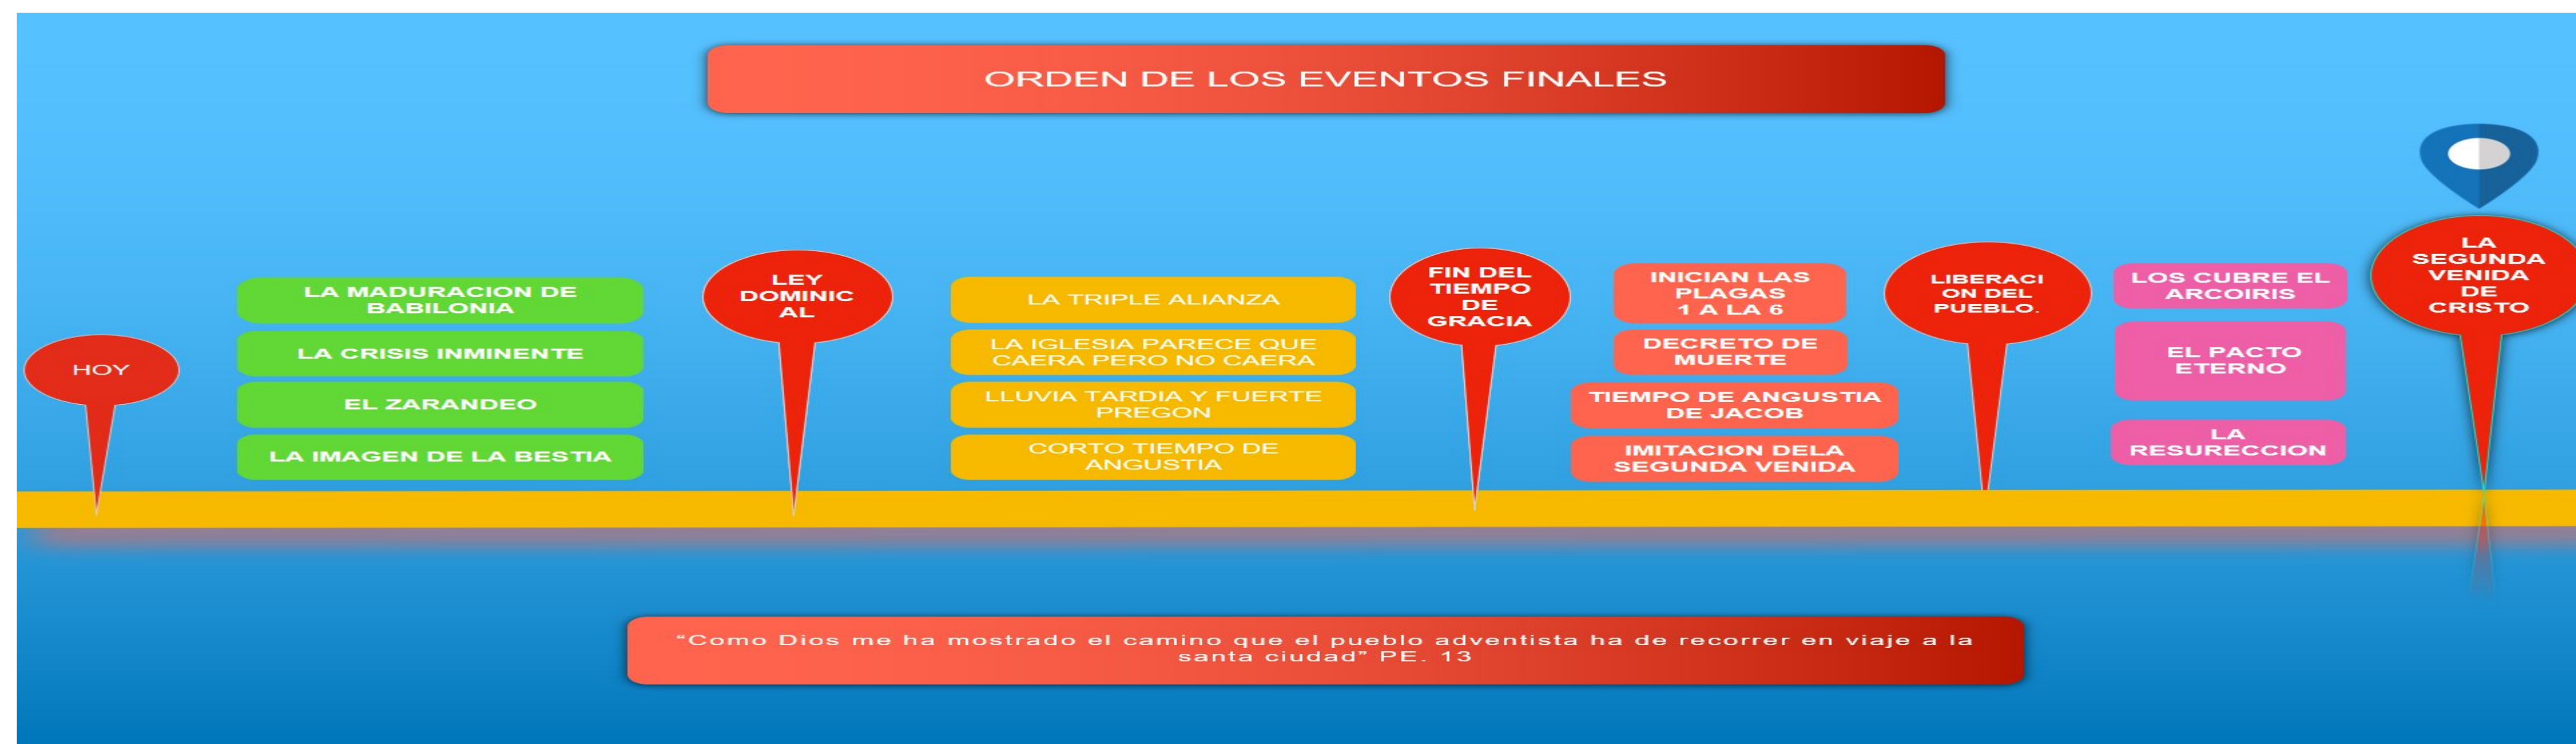 ORDEN DE LOS EVENTOS FINALES
HOY
LA MADURACION DE
BABILONIA
LA CRISIS INMINENTE
EL ZARANDEO
LA IMAGEN DE LA BESTIA
LEY
DOMINIC
AL
LA TRIPLE ALIANZA
LA IGLESIA PARECE QUE
CAERA PERO NO CAERA
LLUVIA TARDIA Y FUERTE
PREGON
CORTO TIEMPO DE
ANGUSTIA
FIN DEL
TIEMPO
DE
GRACIA
INICIAN LAS
PLAGAS
1 A LA 6
DECRETO DE
MUERTE
TIEMPO DE ANGUSTIA
DE JACOB
IMITACION DELA
SEGUNDA VENIDA
LIBERACI
ON DEL
PUEBLO.
LOS CUBRE EL
ARCOIRIS
EL PACTO
ETERNO
LA
RESURECCION
LA
SEGUNDA
VENIDA
DE
CRISTO
“Como Dios me ha mostrado el camino que el pueblo adventista ha de recorrer en viaje a la
santa ciudad” PE. 13